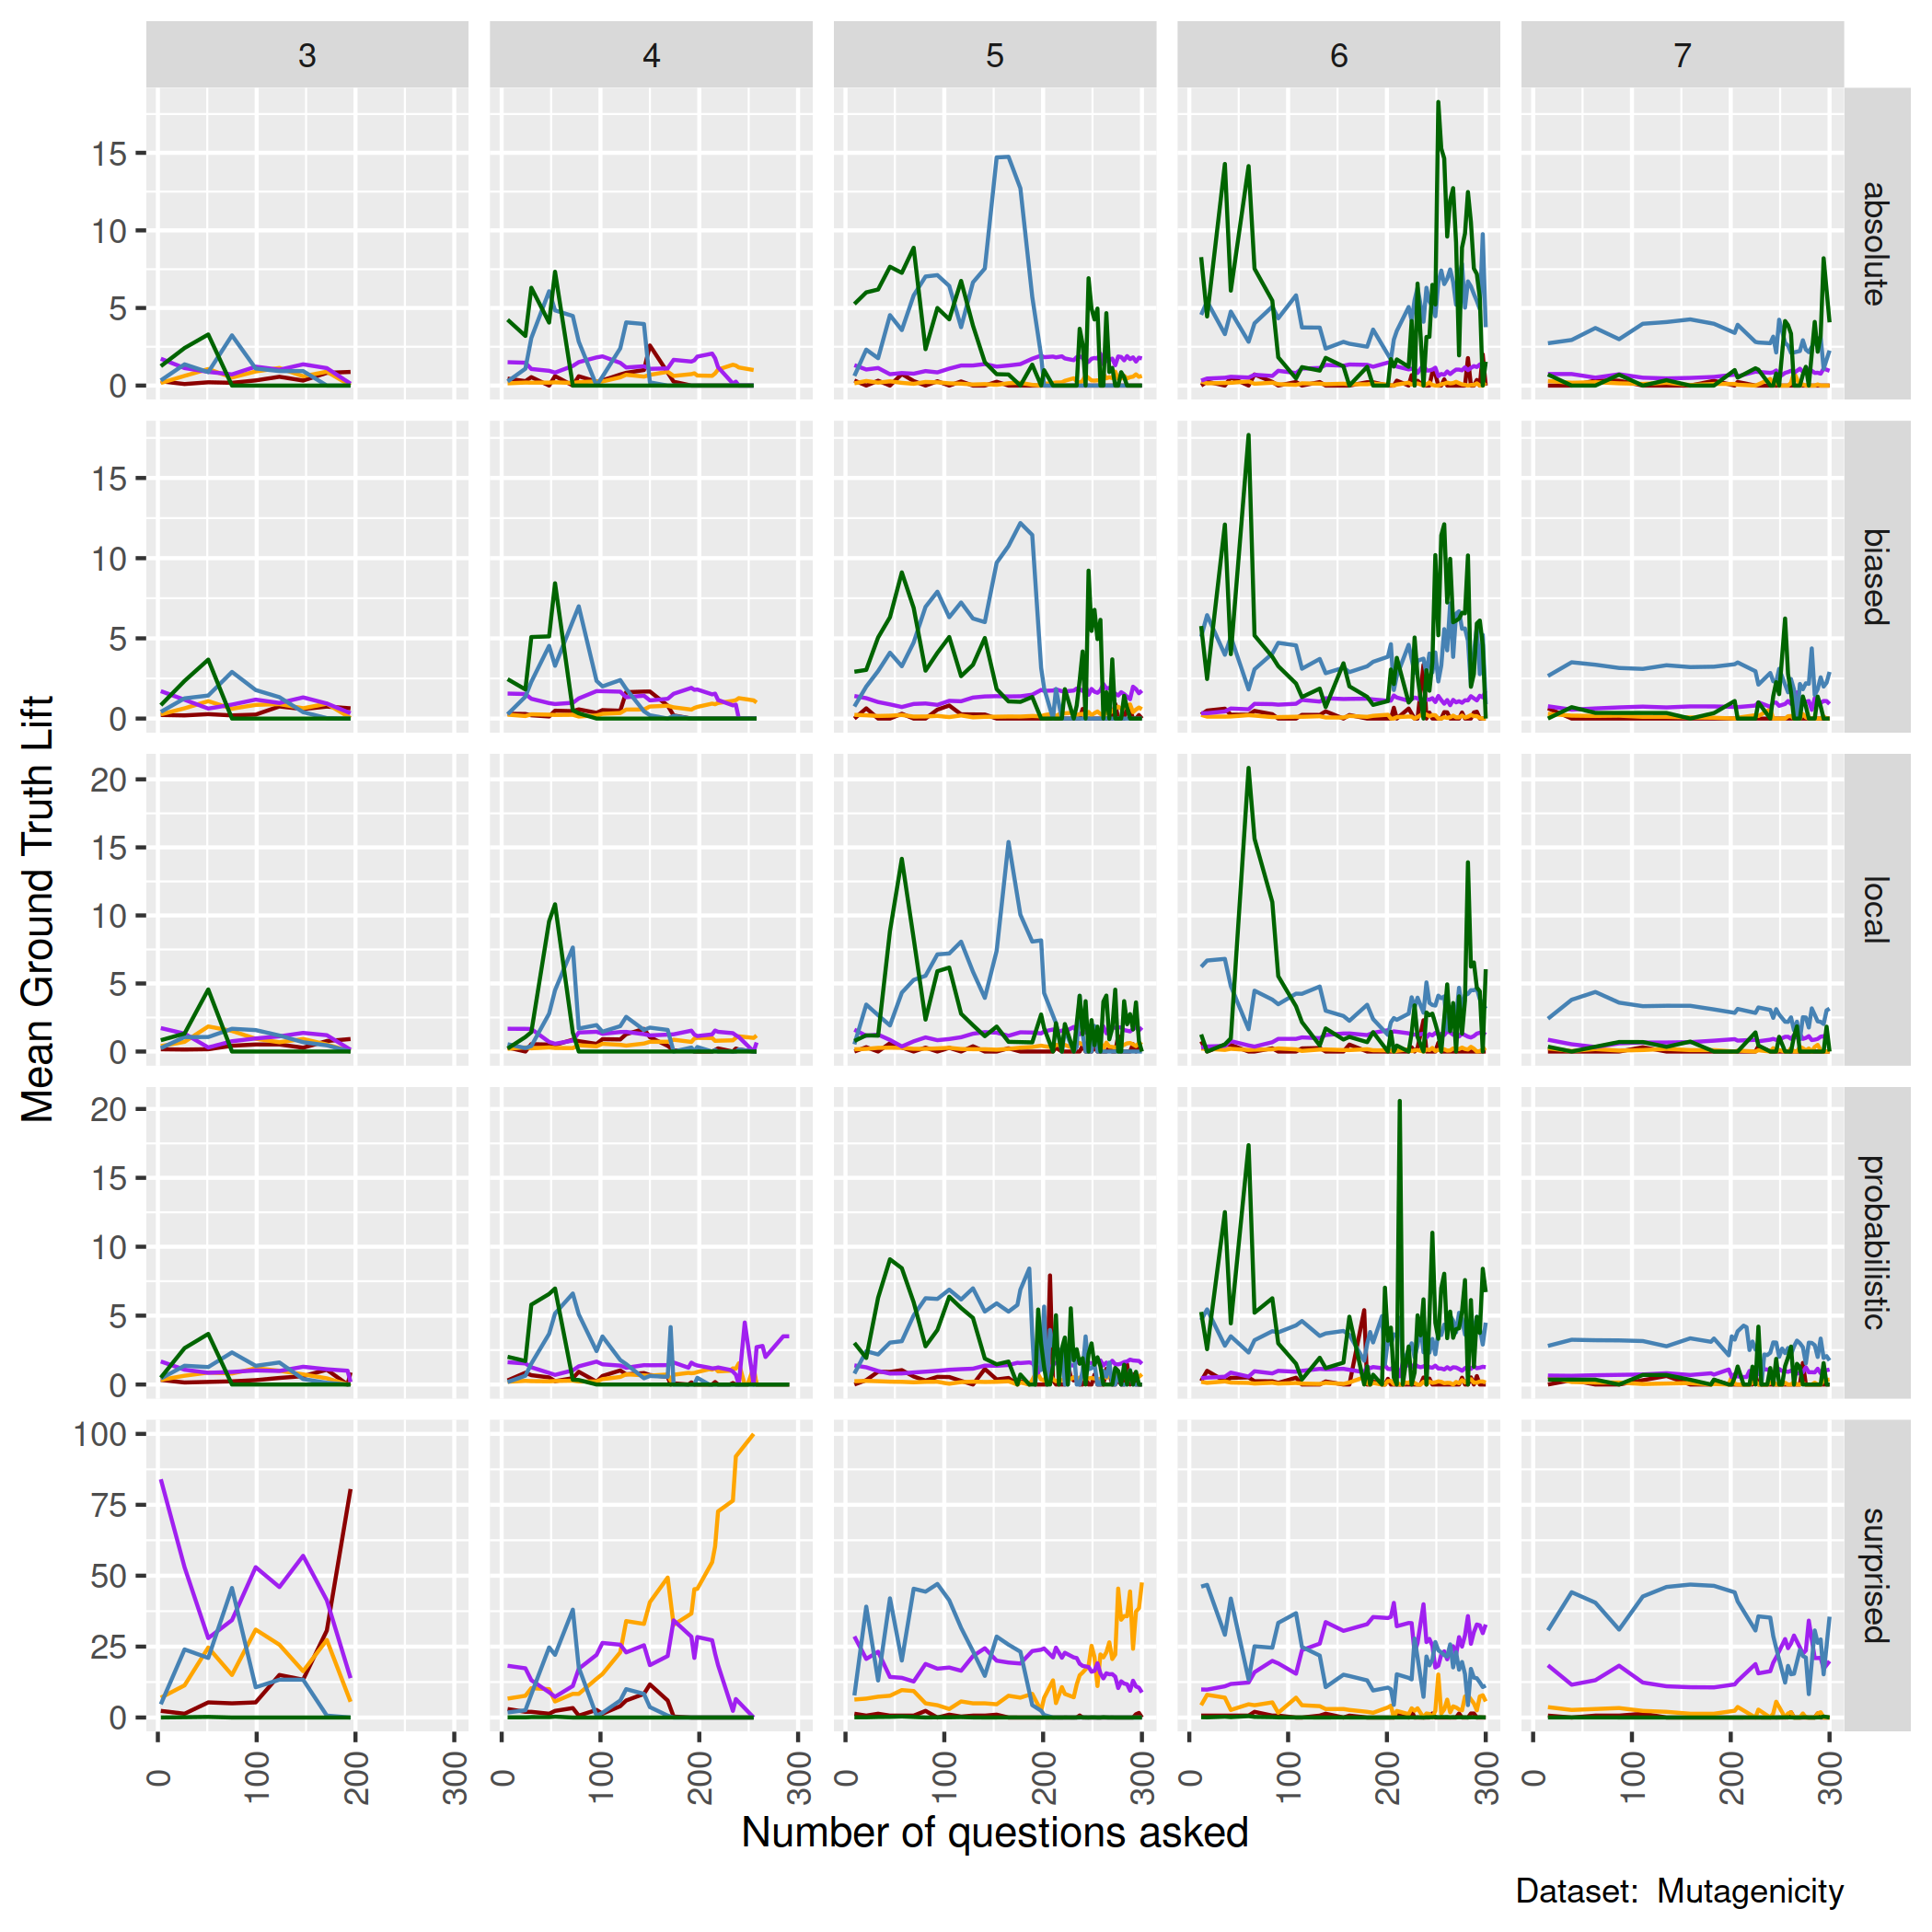 3 4 5 6 7
Mean Ground Truth Lift
15
10
5
0
absolute
15
10
5
0
biased
20
15
10
5
0
local
20
15
10
5
0
probabilistic
100
75
50
25
0
surprised
0 100 200 300 0 100 200 300 0 100 200 300 0 100 200 300 0 100 200 300
Number of questions asked
Dataset: Mutagenicity